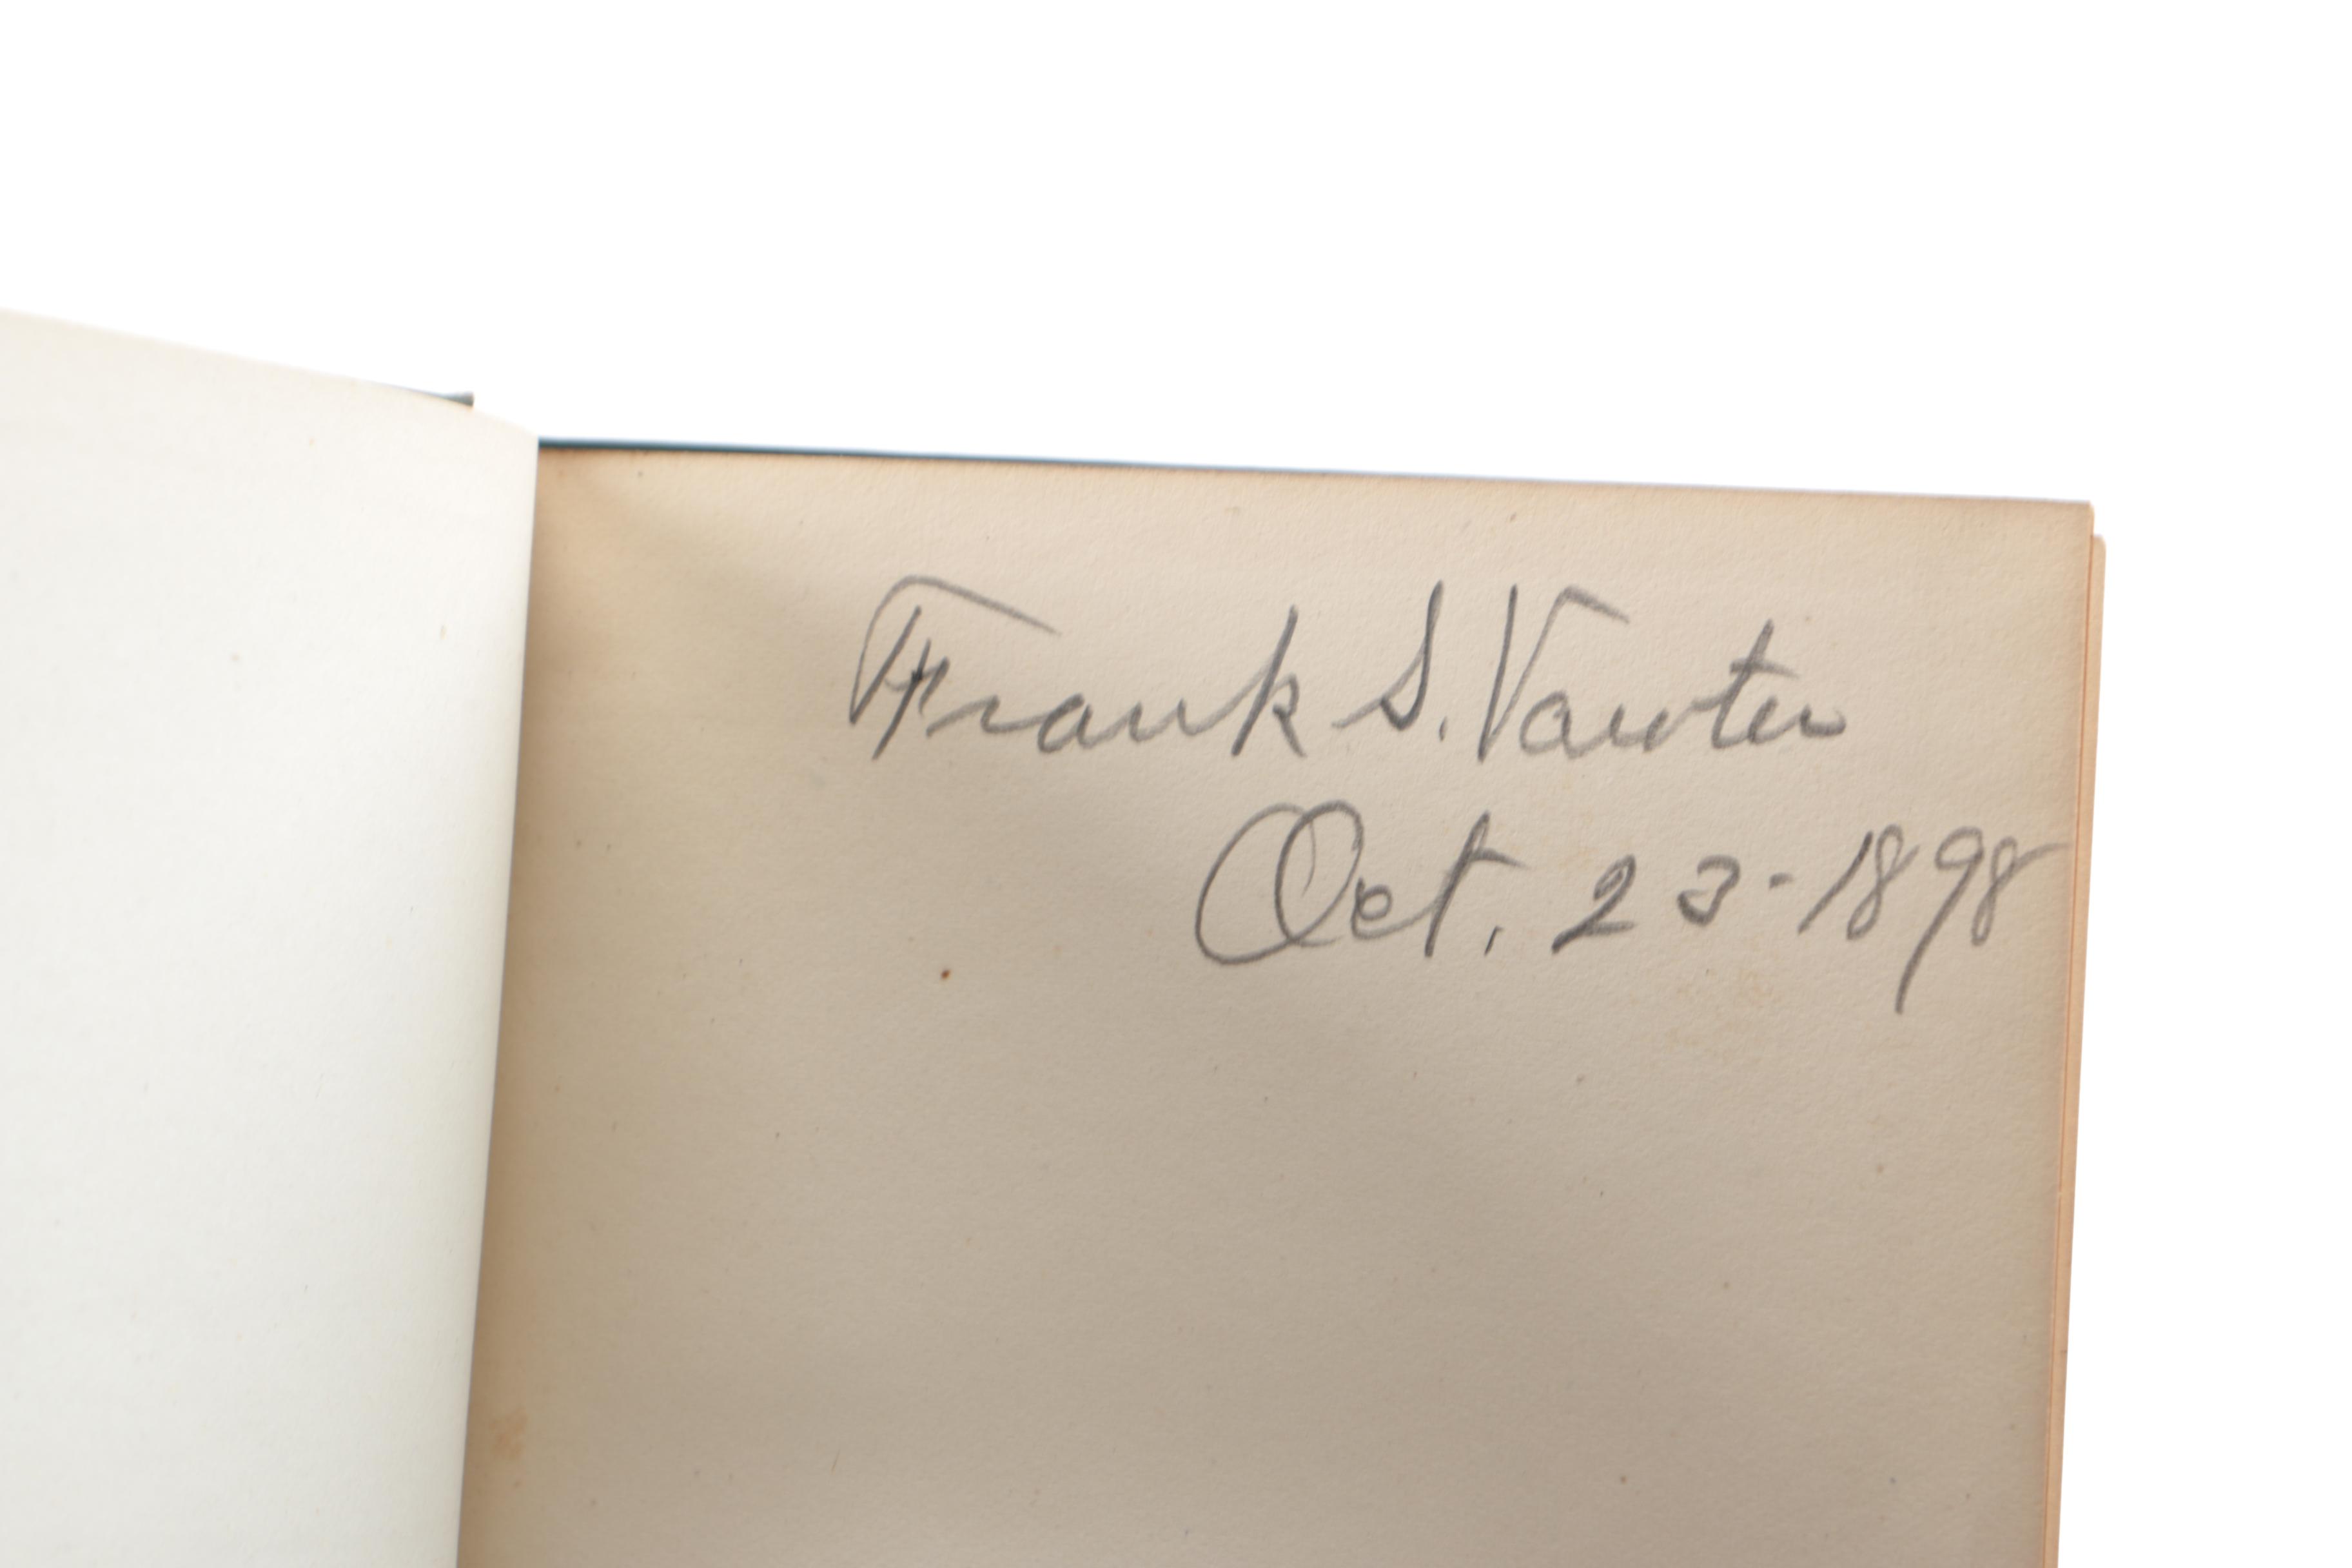 Frank S. Vawter
Oct. 23-1898